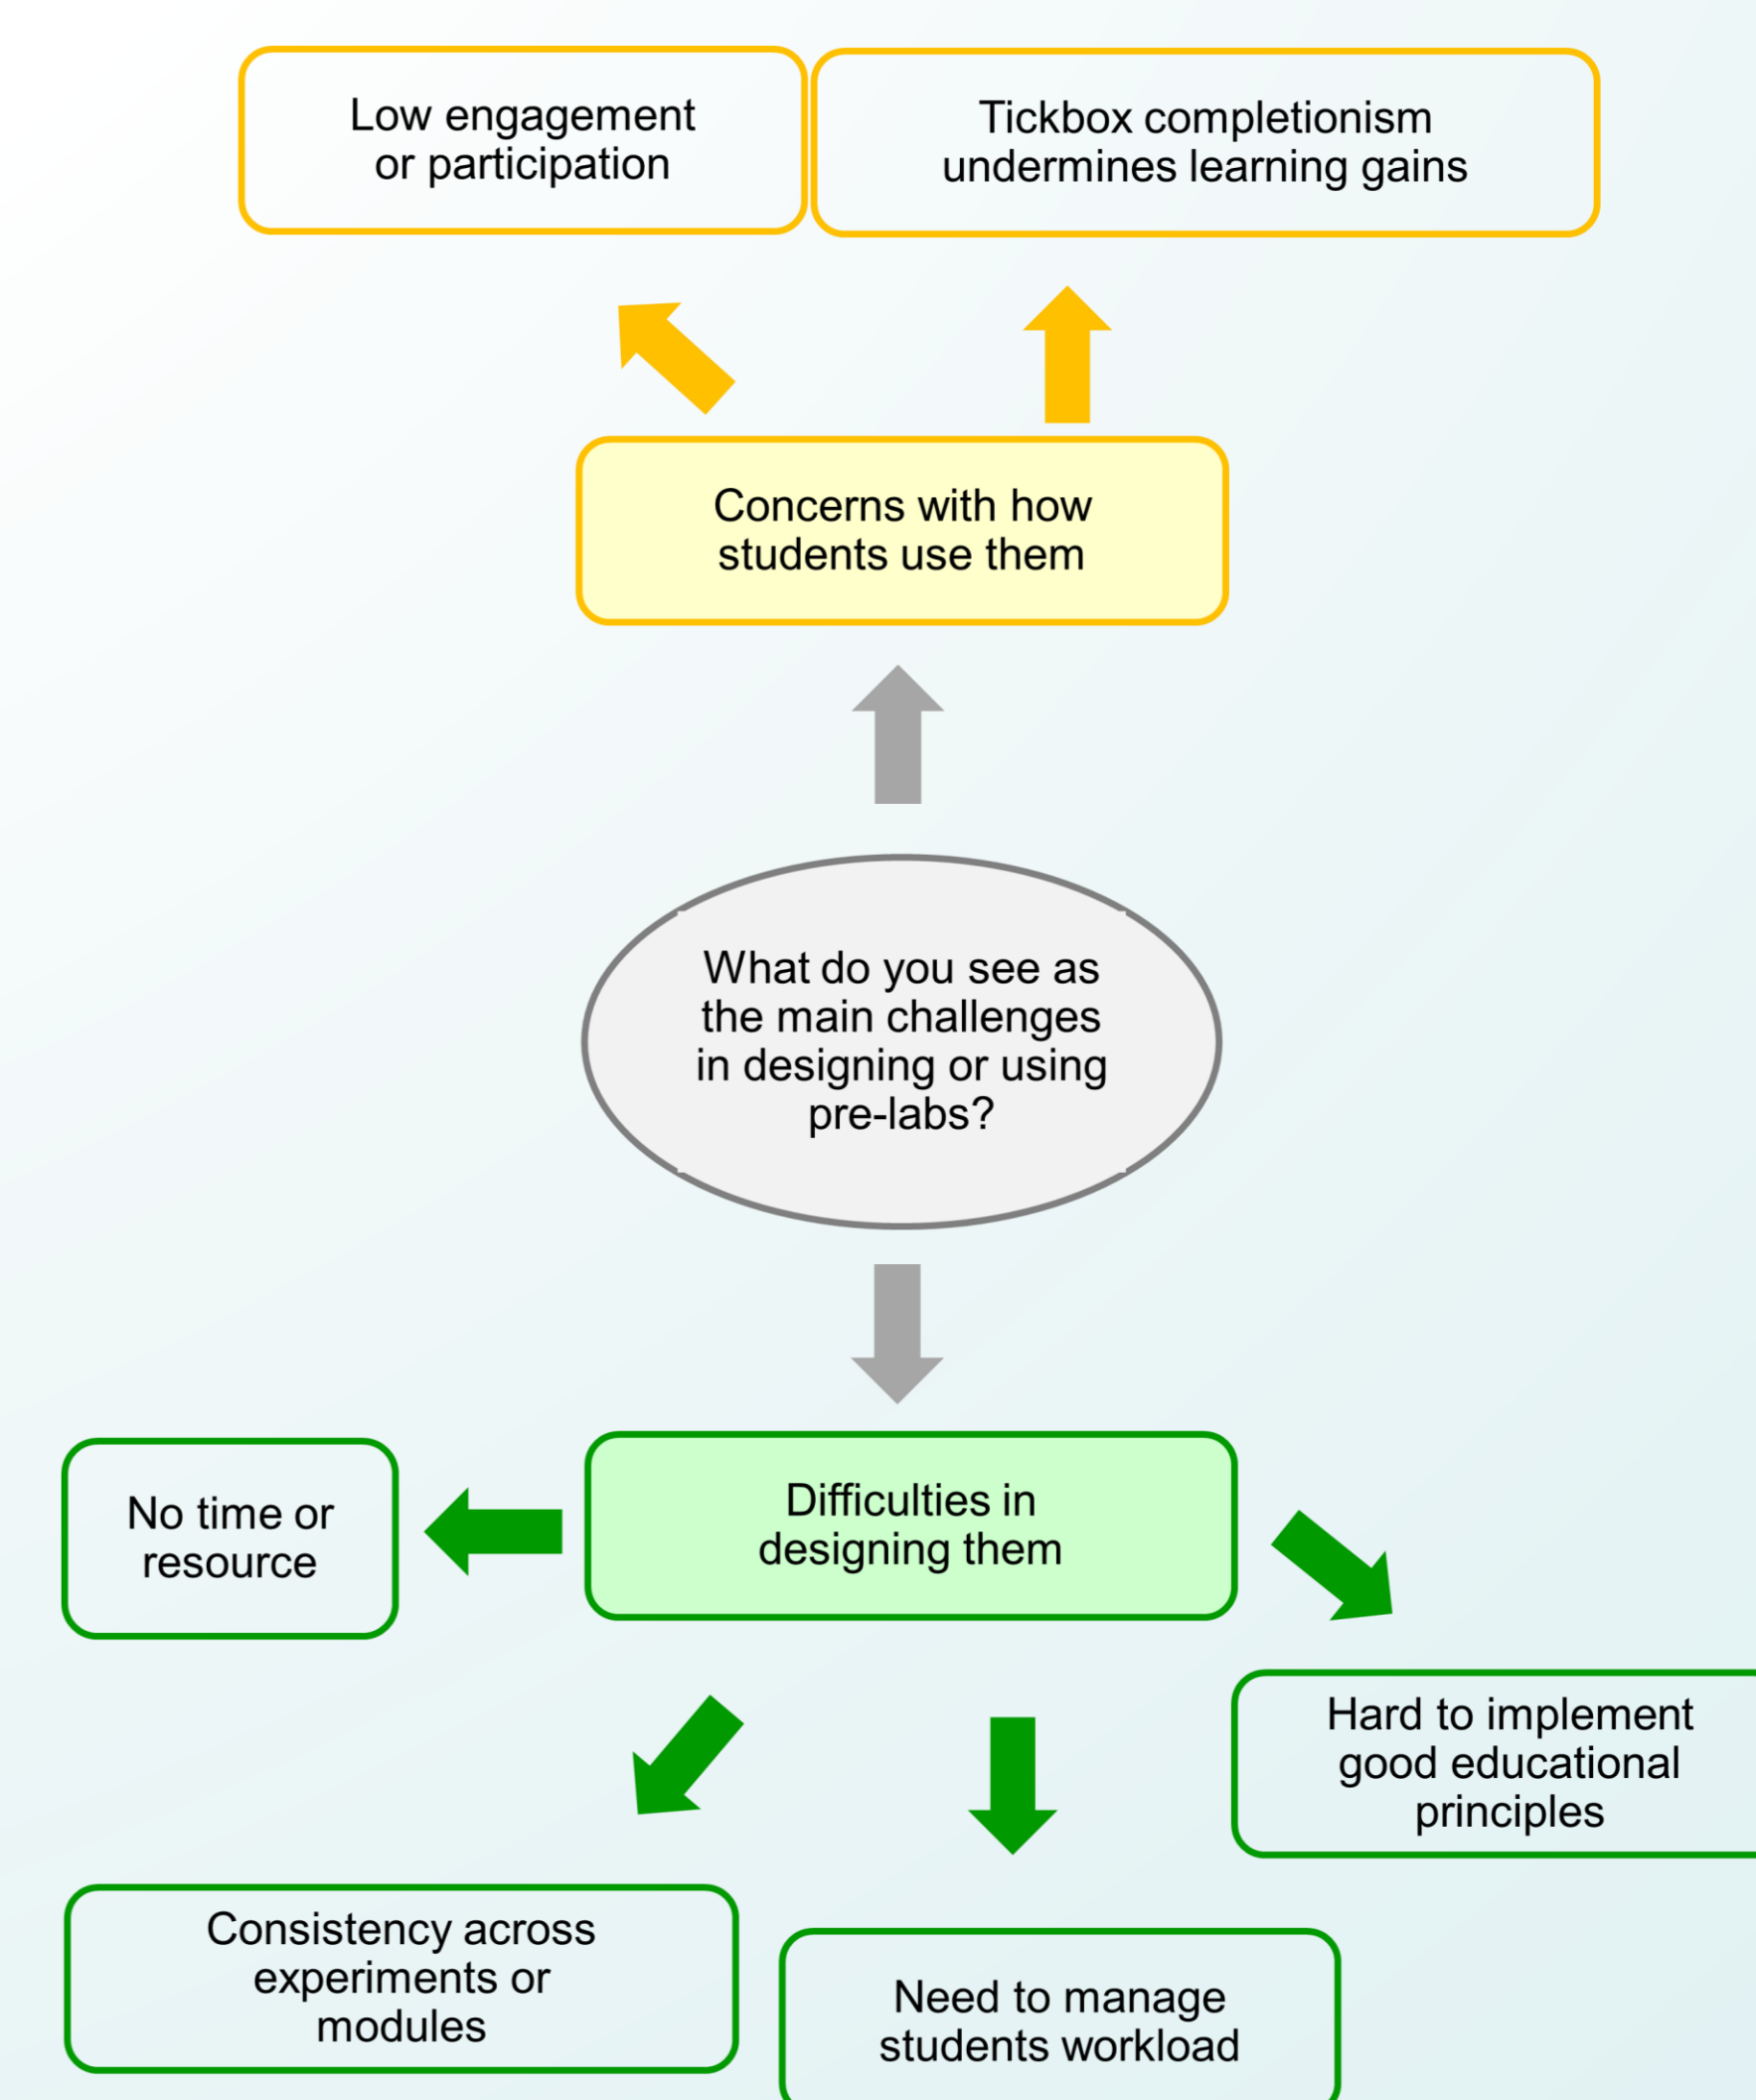 Low engagement
or participation
Tickbox completionism
undermines learning gains
Concerns with how
students use them
What do you see as
the main challenges
in designing or using
pre-labs?
No time or
resource
Difficulties in
designing them
Hard to implement
good educational
principles
Consistency across
experiments or
modules
Need to manage
students workload